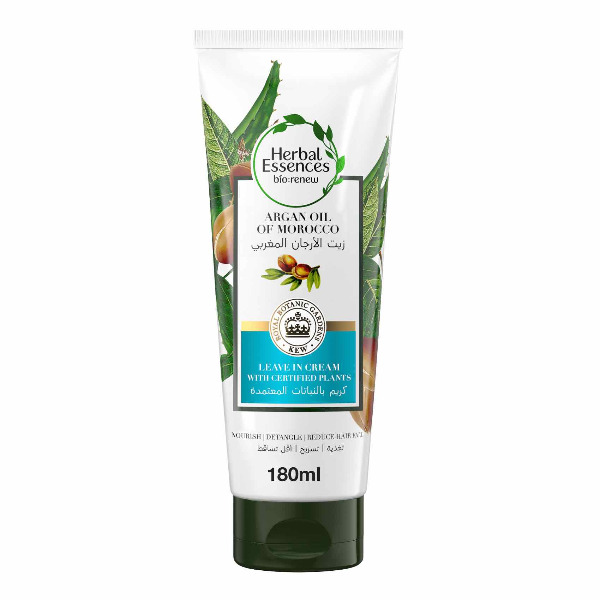 Herbal
Essences
bio:renew
ARGAN OIL
OF MOROCCO
زيت الأرجان المغربي
ROYAL BOTANIC GARDENS
• KEW •
LEAVE IN CREAM
WITH CERTIFIED PLANTS
كريم بالنباتات المعتمدة
NOURISH | DETANGLE | REDUCE HAIR FALL
تغذية | تسريح | أقل تساقط
180ml